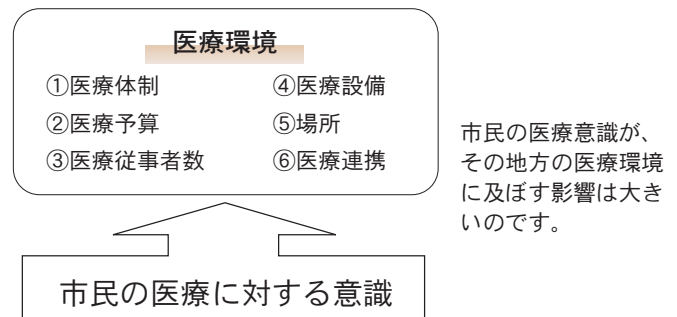 医療環境
①医療体制
②医療予算
③医療従事者数
④医療設備
⑤場所
⑥医療連携
市民の医療意識が、
その地方の医療環境
に及ぼす影響は大き
いのです。
市民の医療に対する意識